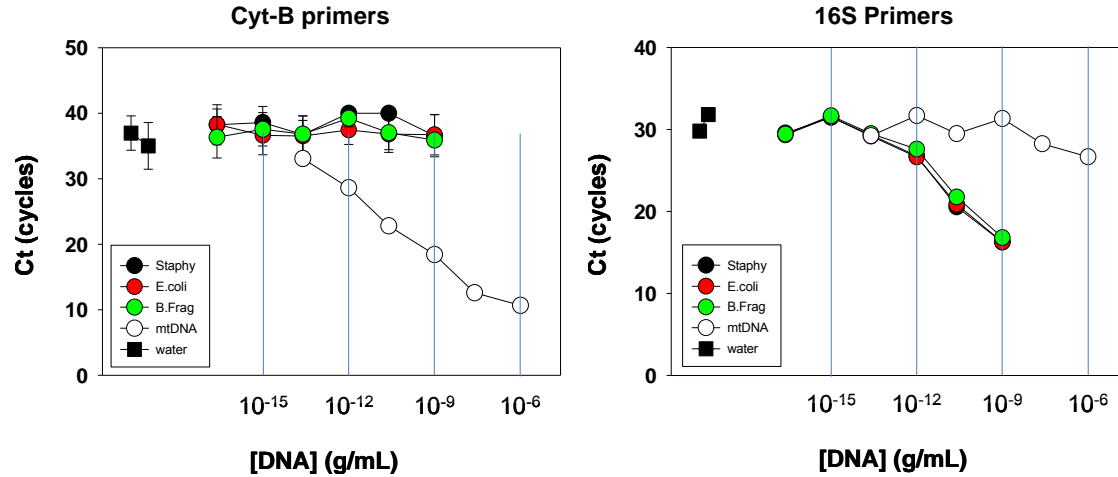 Cyt-B primers
50
40
30
20
10
0
Ct (cycles)
Staphy
E.coli
B.Frag
mtDNA
water
10-15 10-12 10-9 10-6
[DNA] (g/mL)
16S Primers
40
30
20
10
0
Ct (cycles)
Staphy
E.coli
B.Frag
mtDNA
water
10-15 10-12 10-9 10-6
[DNA] (g/mL)